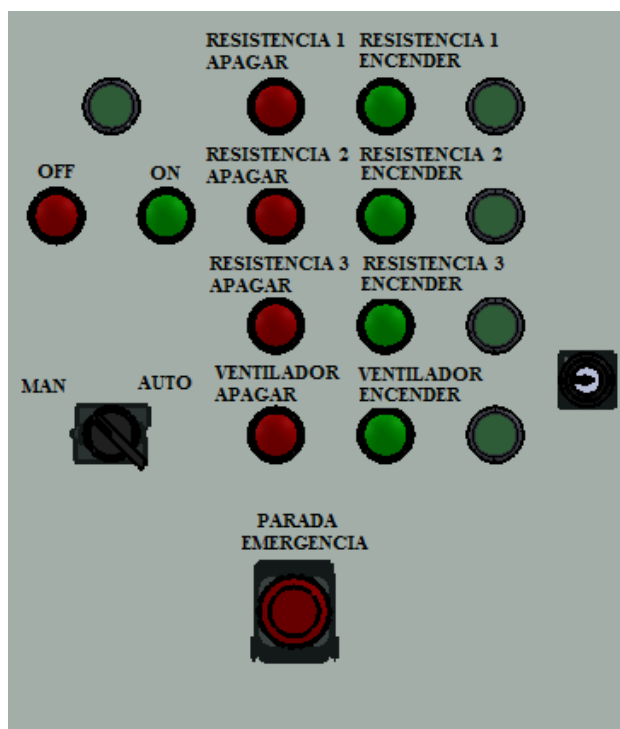 RESISTENCIA 1 RESISTENCIA 1
APAGAR ENCENDER
RESISTENCIA 2 RESISTENCIA 2
OFF ON APAGAR ENCENDER
RESISTENCIA 3 RESISTENCIA 3
APAGAR ENCENDER
VENTILADOR VENTILADOR
MAN AUTO APAGAR ENCENDER
PARADA
EMERGENCIA